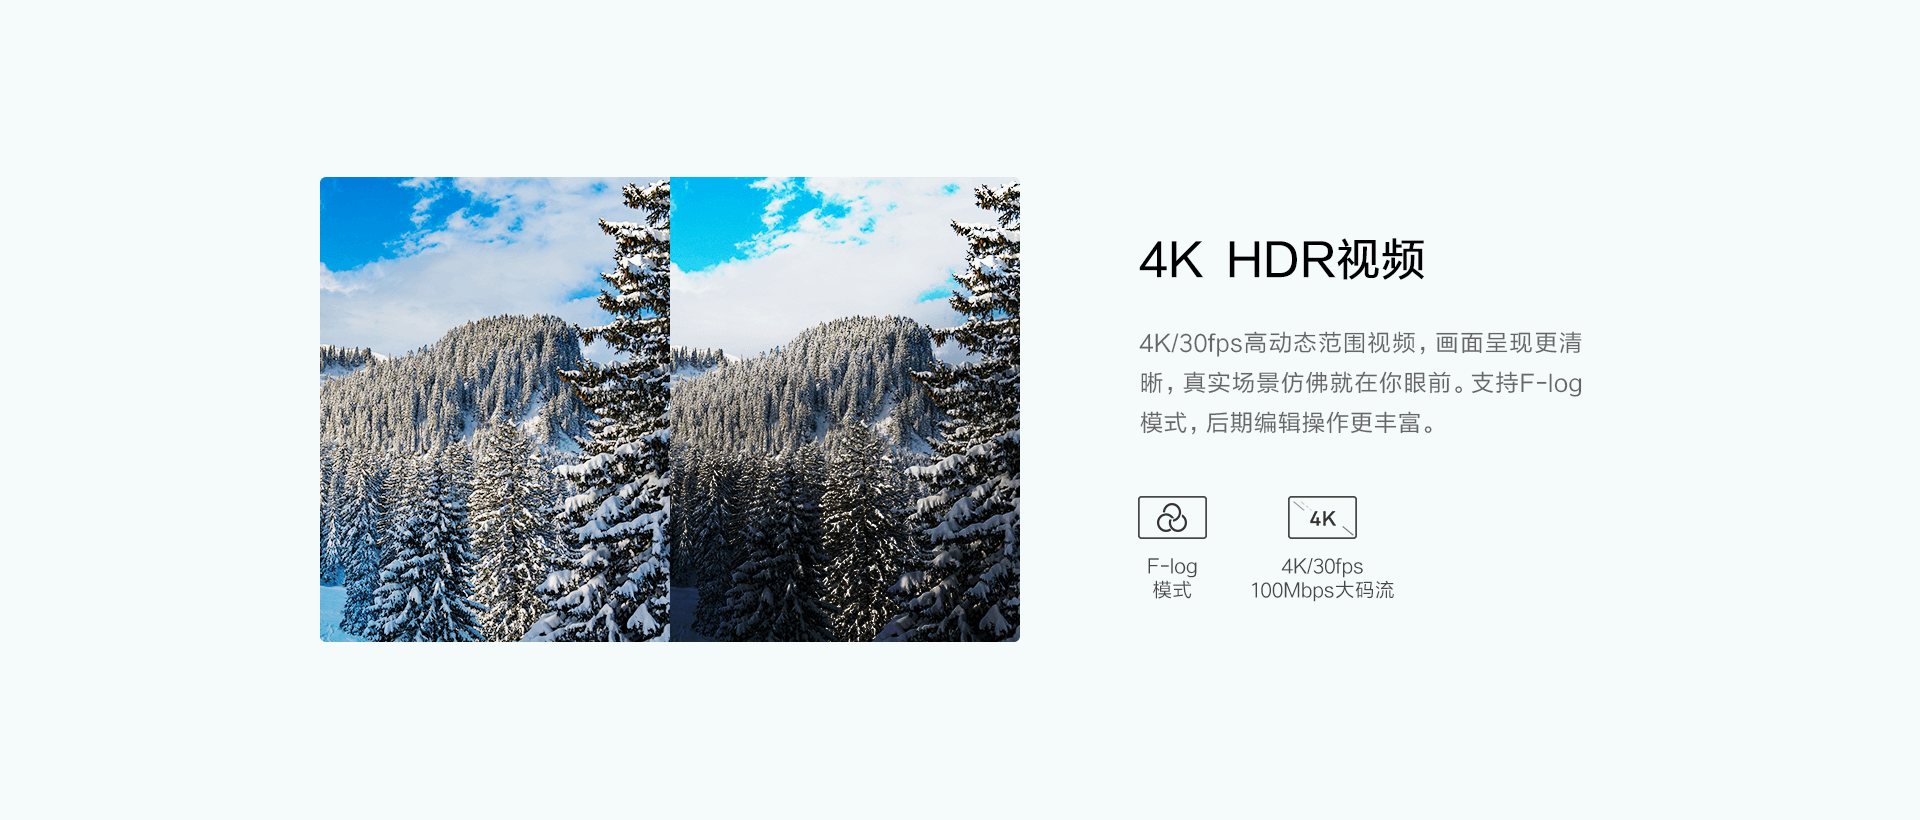 4K HDR视频
4K/30fps高动态范围视频，画面呈现更清
晰，真实场景仿佛就在你眼前。支持F-log
模式，后期编辑操作更丰富。
4K
F-log
模式
4K/30fps
100Mbps大码流